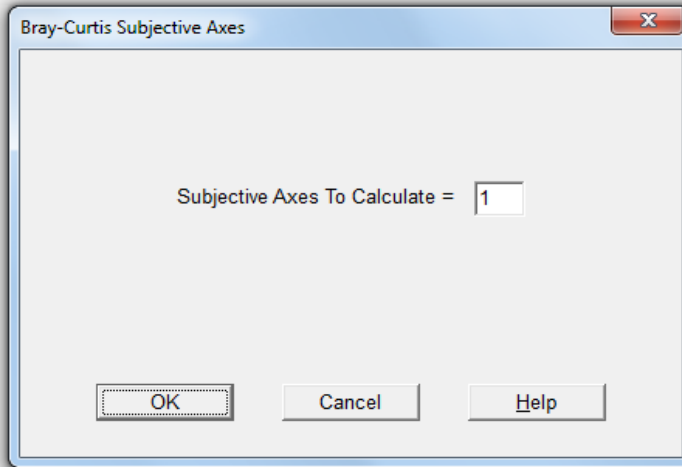 Bray-Curtis Subjective Axes
Subjective Axes To Calculate = 1
OK Cancel Help